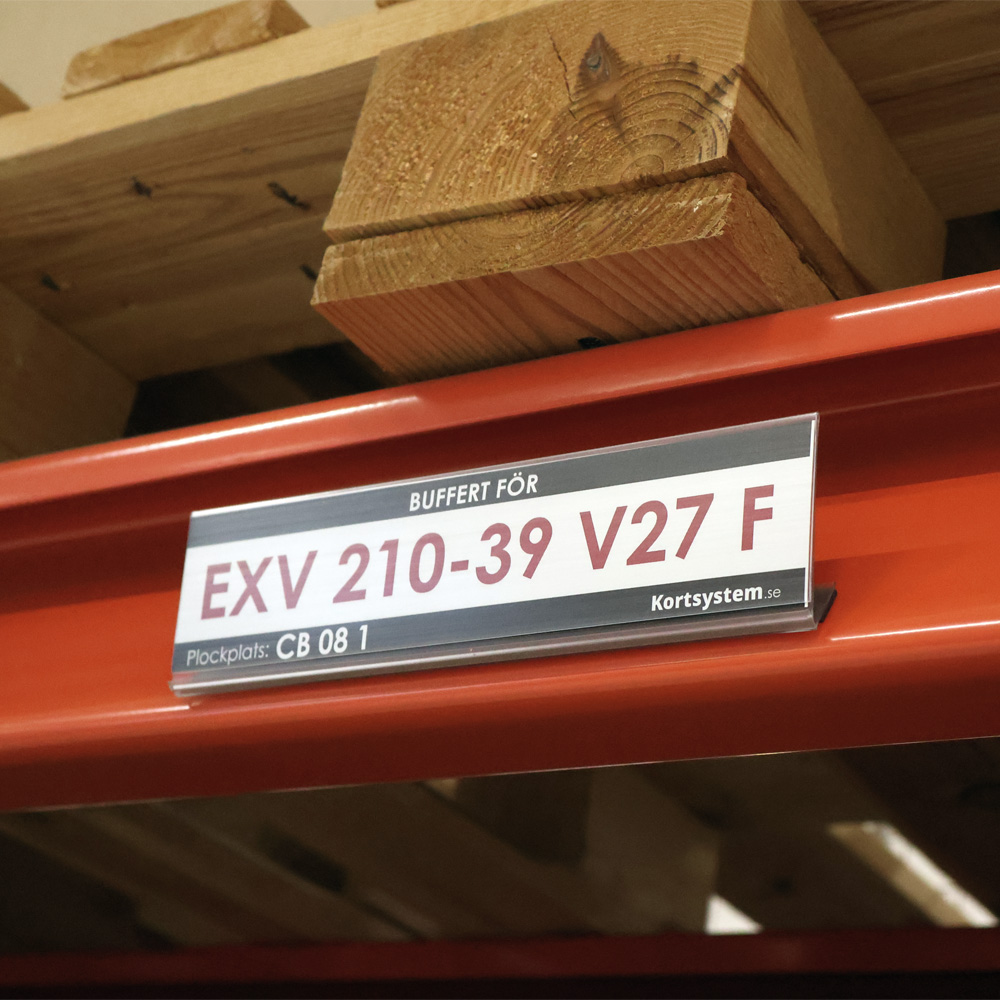 BUFFERT FÖR
EXV 210-39 V27 F
Kortsystem.se
Plockplats: CB 08 1